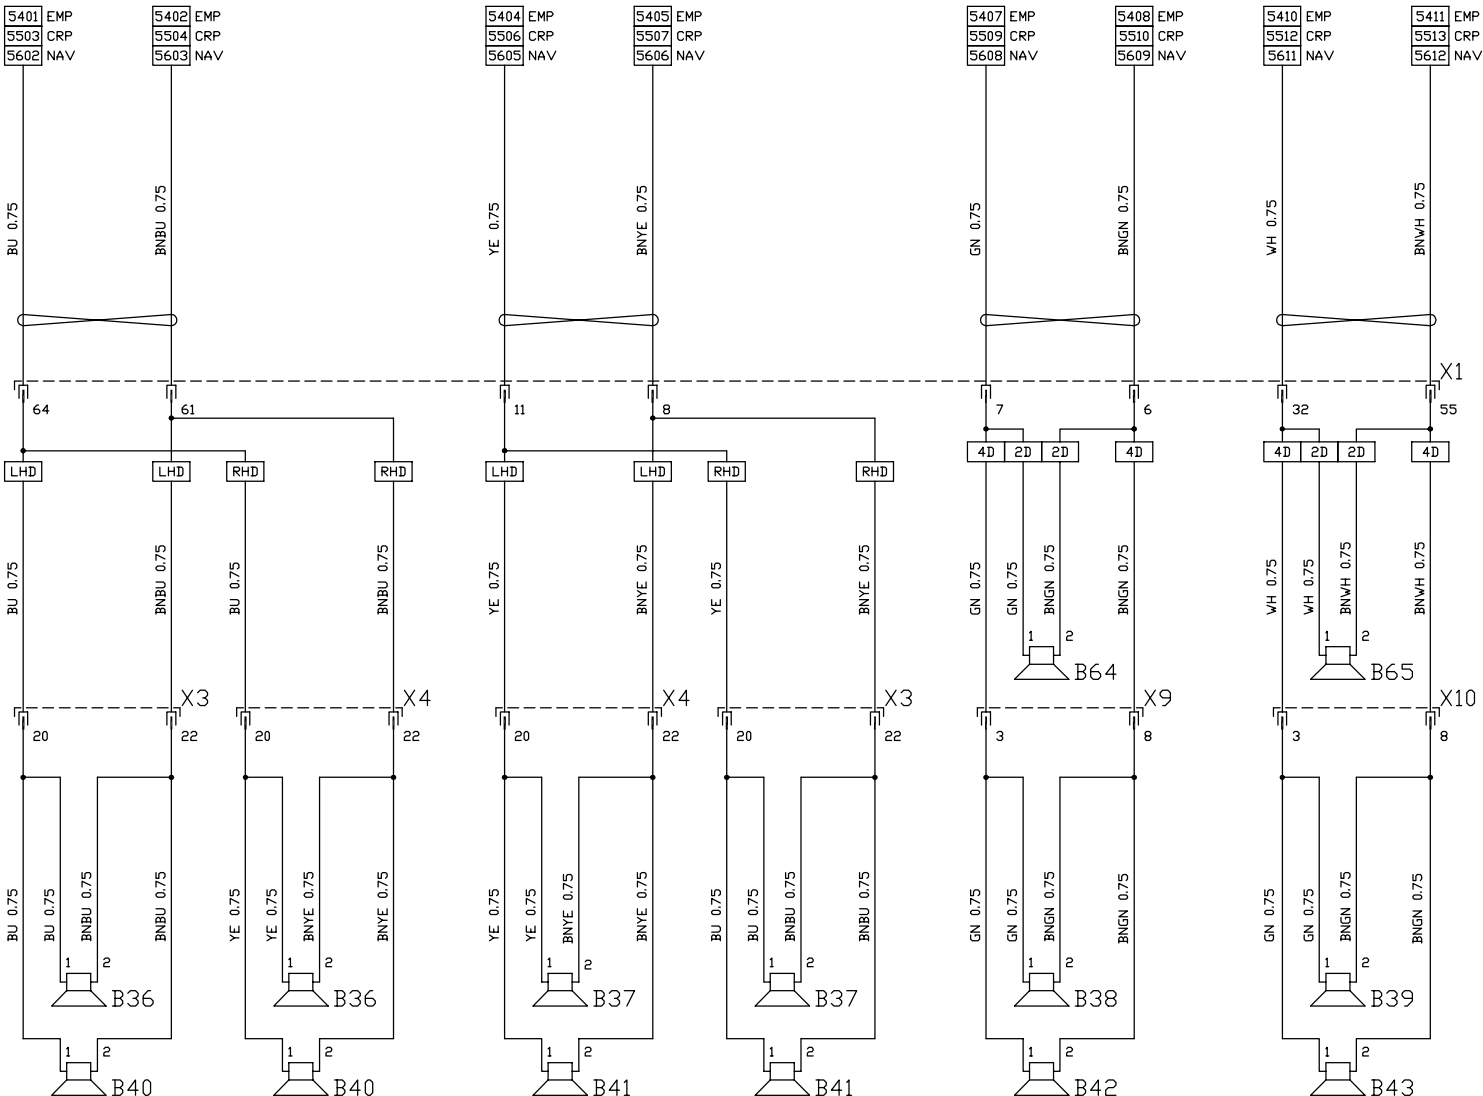 5401 EMP 5402 EMP 5404 EMP 5405 EMP 5407 EMP 5408 EMP 5410 EMP 5411 EMP
5503 CRP 5504 CRP 5506 CRP 5507 CRP 5509 CRP 5510 CRP 5512 CRP 5513 CRP
5602 NAV 5603 NAV 5605 NAV 5606 NAV 5608 NAV 5609 NAV 5611 NAV 5612 NAV
BU 0.75 BNBU 0.75 YE 0.75 BNYE 0.75 GN 0.75 BNGN 0.75 WH 0.75 BNWH 0.75
X1
64 61 11 8 7 6 32 55
4D 2D 2D 4D 4D 2D 2D 4D
LHD LHD RHD RHD LHD LHD RHD RHD
BU 0.75 BNBU 0.75 BU 0.75 BNBU 0.75 YE 0.75 BNYE 0.75 YE 0.75 BNYE 0.75 GN 0.75 GN 0.75 BNGN 0.75 BNGN 0.75 WH 0.75 WH 0.75 BNWH 0.75 BNWH 0.75
1 2 1 2
B64 B65
X3 X4 X4 X3 X9 X10
20 22 20 22 20 22 20 22 3 8 3 8
BU 0.75 BU 0.75 BNBU 0.75 BNBU 0.75 YE 0.75 YE 0.75 BNYE 0.75 BNYE 0.75 YE 0.75 YE 0.75 BNYE 0.75 BNYE 0.75 BU 0.75 BU 0.75 BNBU 0.75 BNBU 0.75 GN 0.75 GN 0.75 BNGN 0.75 BNGN 0.75 GN 0.75 GN 0.75 BNGN 0.75 BNGN 0.75
1 2 1 2 1 2 1 2 1 2 1 2
B36 B36 B37 B37 B38 B39
1 2 1 2 1 2 1 2 1 2 1 2
B40 B40 B41 B41 B42 B43